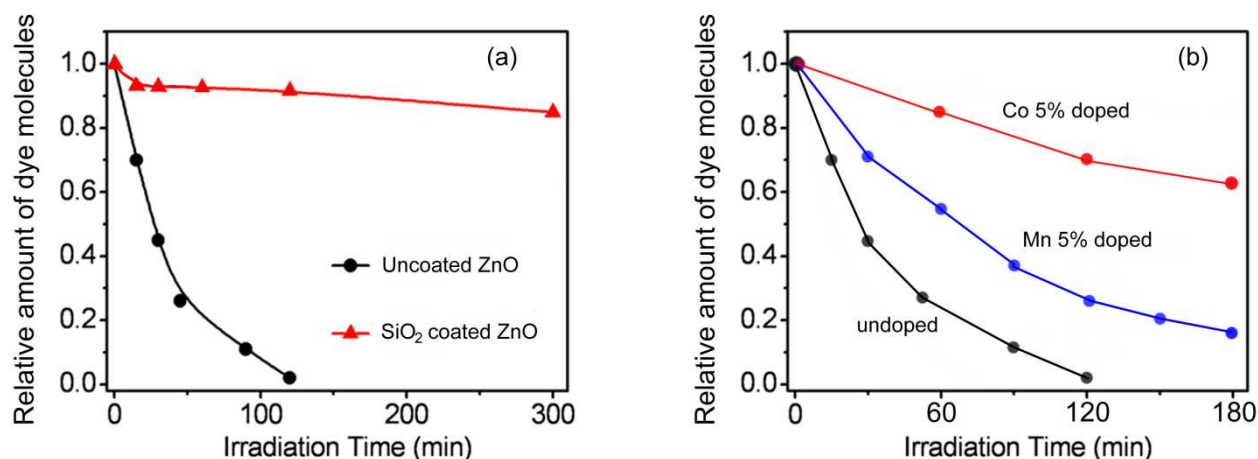 (a)
Relative amount of dye molecules
1.0
0.8
0.6
0.4
0.2
0.0
Uncoated ZnO
SiO₂ coated ZnO
0 100 200 300
Irradiation Time (min)
(b)
Relative amount of dye molecules
1.0
0.8
0.6
0.4
0.2
0.0
Co 5% doped
Mn 5% doped
undoped
0 60 120 180
Irradiation Time (min)